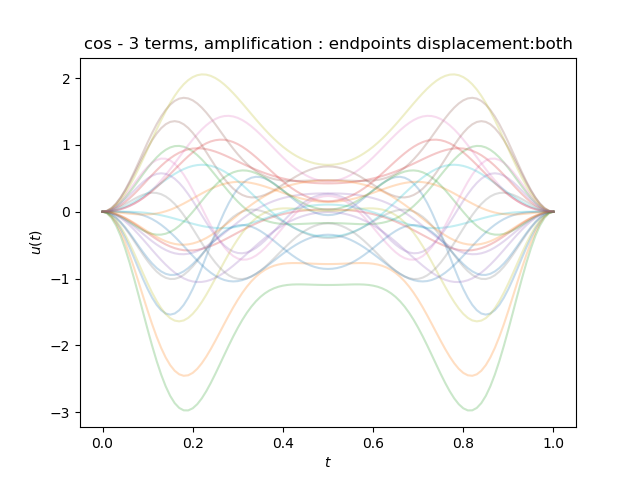 cos - 3 terms, amplification : endpoints displacement:both
2
1
0
−1
−2
−3
u(t)
0.0 0.2 0.4 0.6 0.8 1.0
t